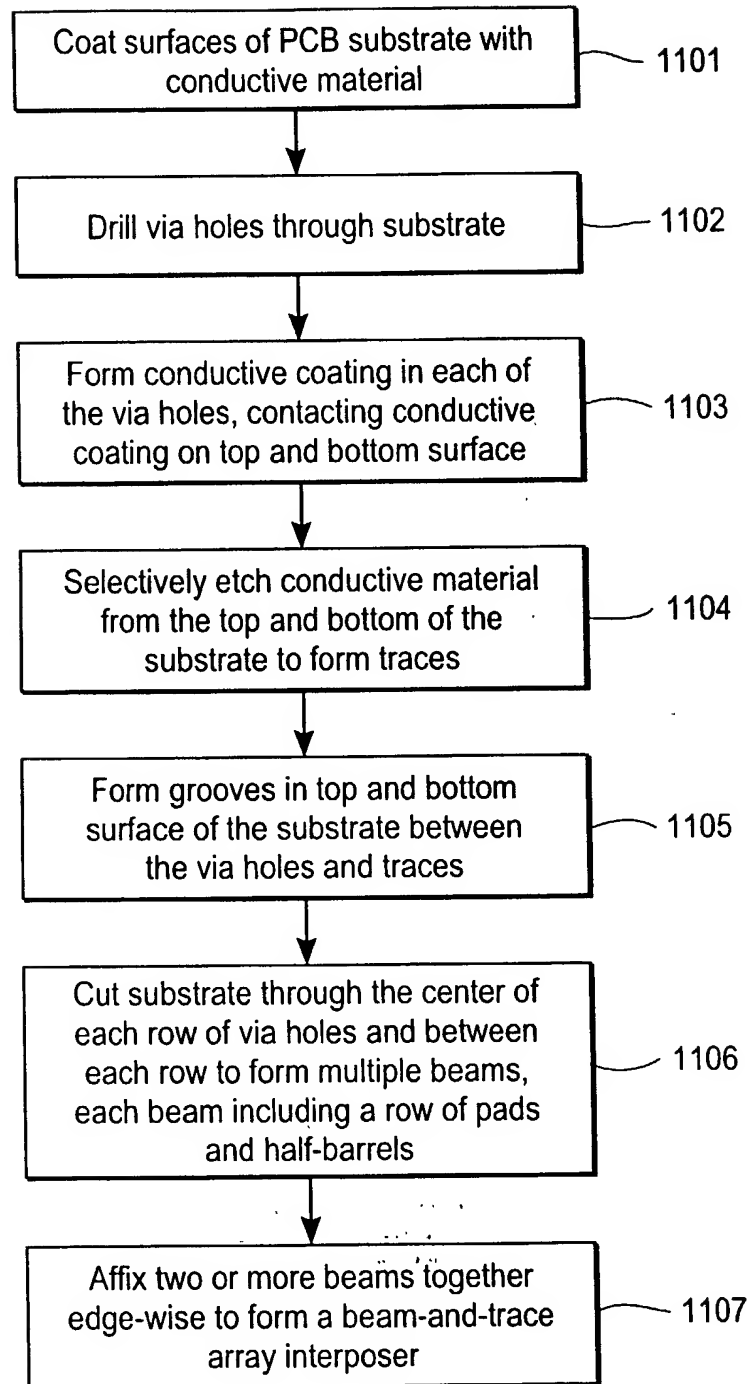 Coat surfaces of PCB substrate with
conductive material
1101
Drill via holes through substrate
1102
Form conductive coating in each of
the via holes, contacting conductive
coating on top and bottom surface
1103
Selectively etch conductive material
from the top and bottom of the
substrate to form traces
1104
Form grooves in top and bottom
surface of the substrate between
the via holes and traces
1105
Cut substrate through the center of
each row of via holes and between
each row to form multiple beams,
each beam including a row of pads
and half-barrels
1106
Affix two or more beams together
edge-wise to form a beam-and-trace
array interposer
1107